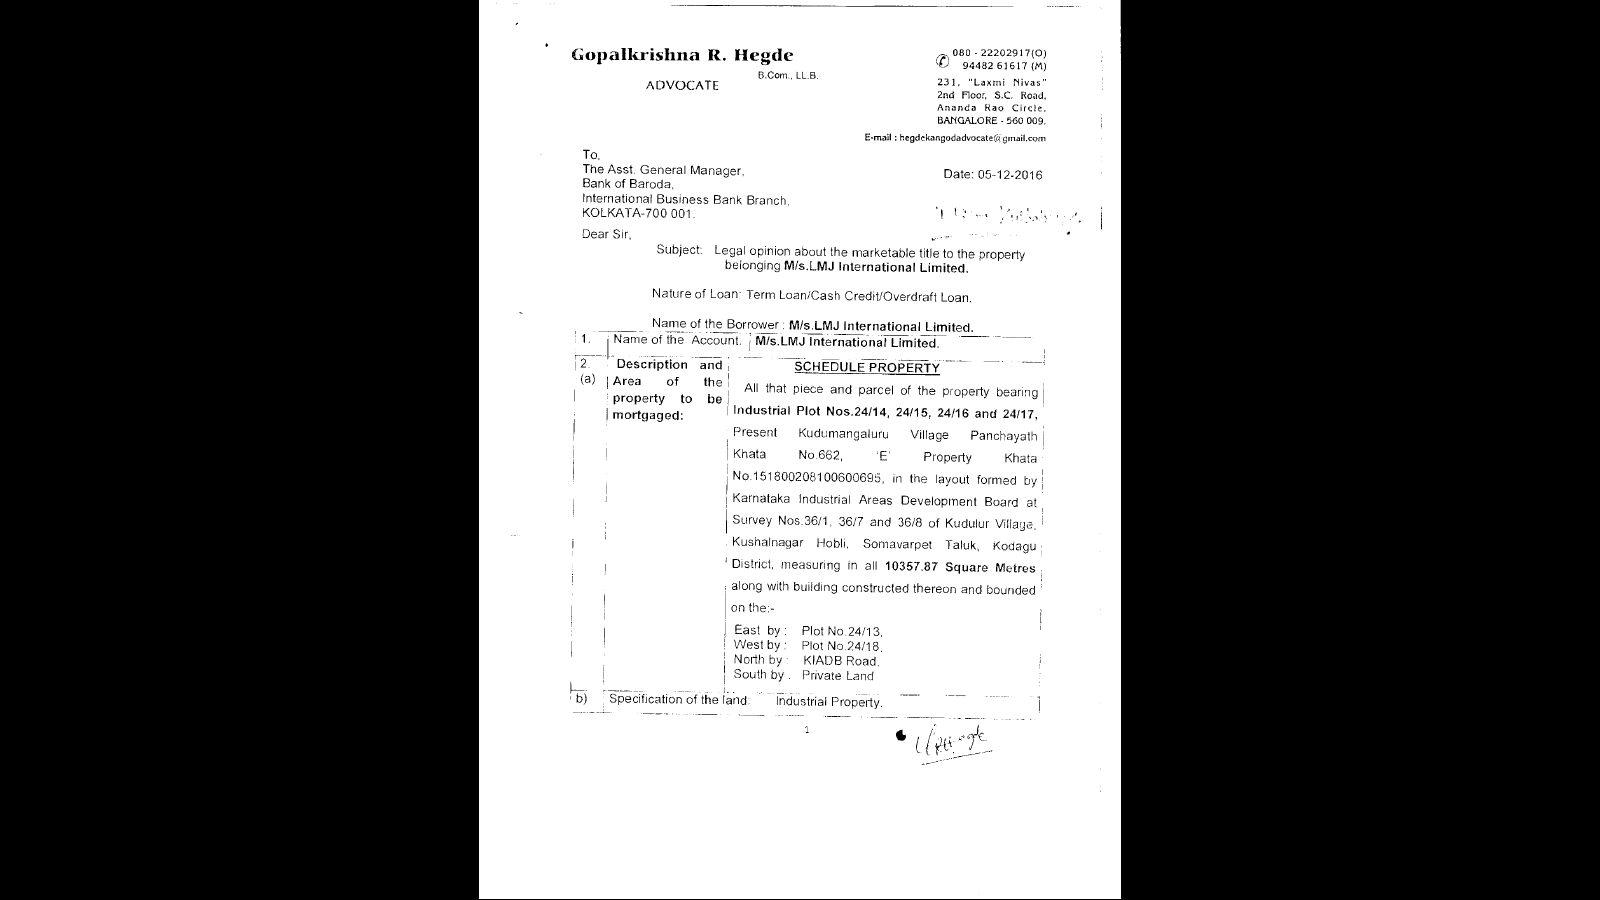 Gopalkrishna R. Hegde
B.Com., LL.B.
ADVOCATE
080 - 22202917(O)
94482 61617 (M)
231, "Laxmi Nivas"
2nd Floor, S.C. Road,
Ananda Rao Circle,
BANGALORE - 560 009.
E-mail : hegdekangodadvocate@gmail.com
To,
The Asst. General Manager,
Bank of Baroda,
International Business Bank Branch,
KOLKATA-700 001.
Date: 05-12-2016
Dear Sir,
Subject: Legal opinion about the marketable title to the property
belonging M/s.LMJ International Limited.
Nature of Loan: Term Loan/Cash Credit/Overdraft Loan.
Name of the Borrower : M/s.LMJ International Limited.
1. Name of the Account. M/s.LMJ International Limited.
2. (a) Description and
Area of the
property to be
mortgaged:
SCHEDULE PROPERTY
All that piece and parcel of the property bearing
Industrial Plot Nos.24/14, 24/15, 24/16 and 24/17,
Present Kudumangaluru Village Panchayath
Khata No.662, 'E' Property Khata
No.151800208100600695, in the layout formed by
Karnataka Industrial Areas Development Board at
Survey Nos.36/1, 36/7 and 36/8 of Kudulur Village,
Kushalnagar Hobli, Somavarpet Taluk, Kodagu
District, measuring in all 10357.87 Square Metres
along with building constructed thereon and bounded
on the:-
East by : Plot No.24/13,
West by : Plot No.24/18,
North by : KIADB Road,
South by : Private Land
b) Specification of the land: Industrial Property.
1